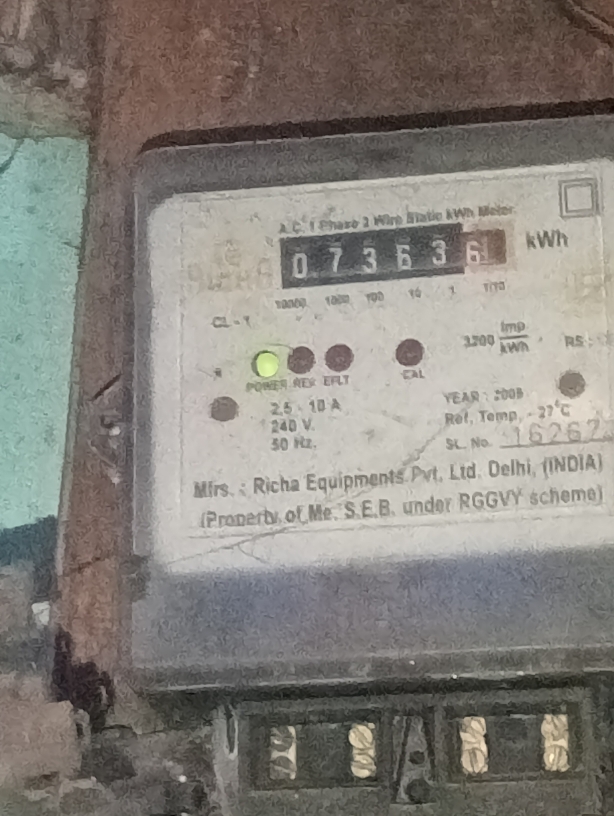 A.C. 1 Phase 2 Wire Static kWh Meter
0 7 3 6 3 6 kWh
10000 1000 100 10 1 1/10
CL - 1
3200 Imp/kWh
POWER REV EFLT CAL
2.5 - 10 A
240 V.
50 Hz.
YEAR : 2008
Ref. Temp. - 27°C
SL. No. 16267
Mfrs. : Richa Equipments Pvt. Ltd. Delhi, (INDIA)
(Property of Me. S.E.B. under RGGVY scheme)